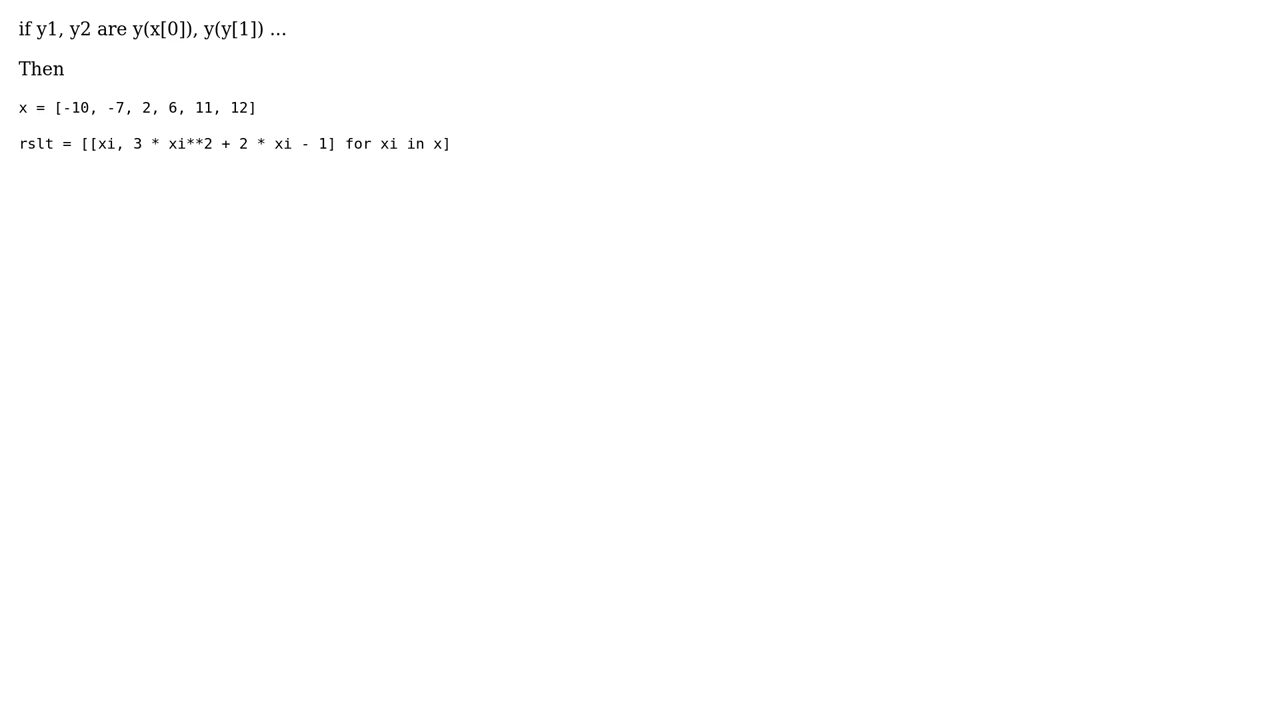 if y1, y2 are y(x[0]), y(y[1]) ...
Then
x = [-10, -7, 2, 6, 11, 12]
rslt = [[xi, 3 * xi**2 + 2 * xi - 1] for xi in x]